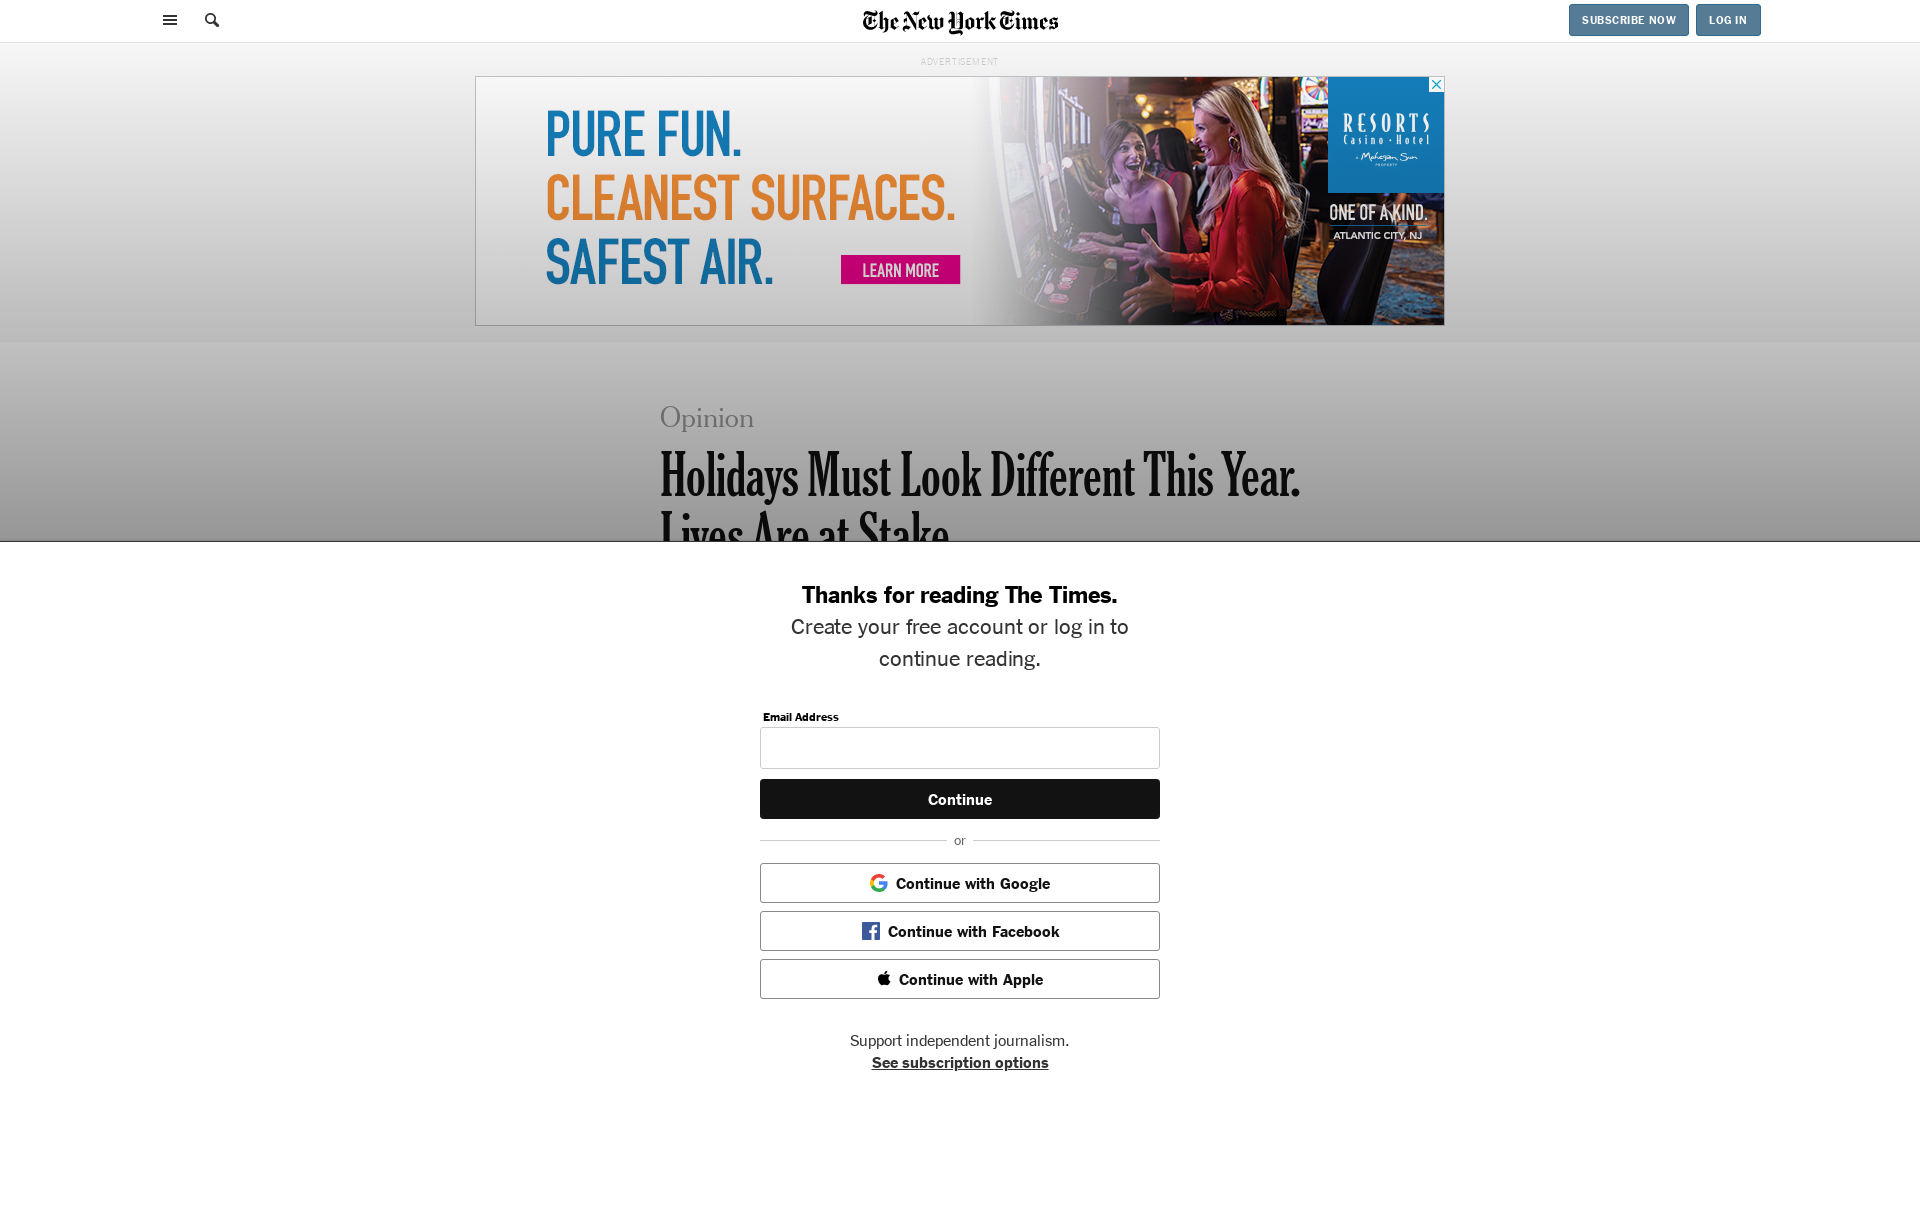 The New York Times
SUBSCRIBE NOW
LOG IN
ADVERTISEMENT
PURE FUN.
CLEANEST SURFACES.
SAFEST AIR.
LEARN MORE
RESORTS
Casino • Hotel
a Mohegan Sun
PROPERTY
ONE OF A KIND.
ATLANTIC CITY, NJ
Opinion
Holidays Must Look Different This Year.
Lives Are at Stake
Thanks for reading The Times.
Create your free account or log in to
continue reading.
Email Address
Continue
or
Continue with Google
Continue with Facebook
Continue with Apple
Support independent journalism.
See subscription options